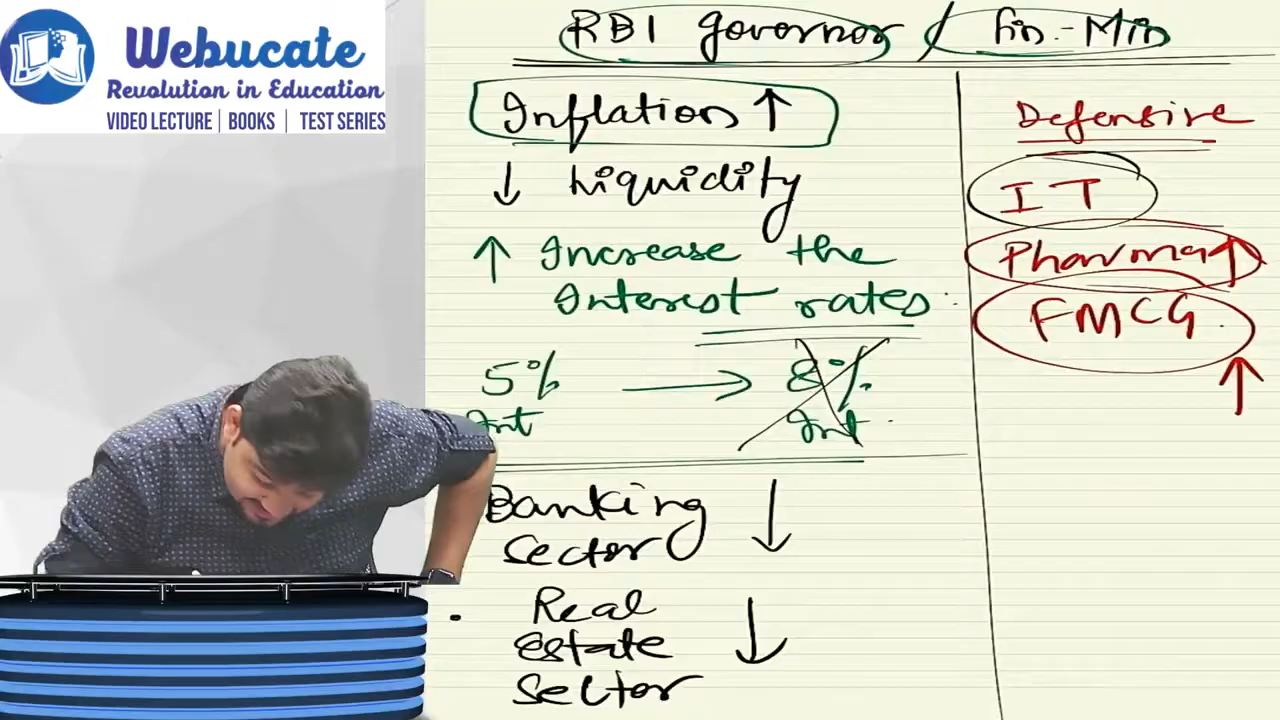 Webucate
Revolution in Education
VIDEO LECTURE | BOOKS | TEST SERIES
RBI governor / Fin.-Min
Inflation ↑
↓ Liquidity
↑ Increase the
Interest rates
5% → 8%
Int Int
Banking ↓
Sector
Real ↓
Estate
Sector
Defensive
IT
Pharma ↑
FMCG ↑